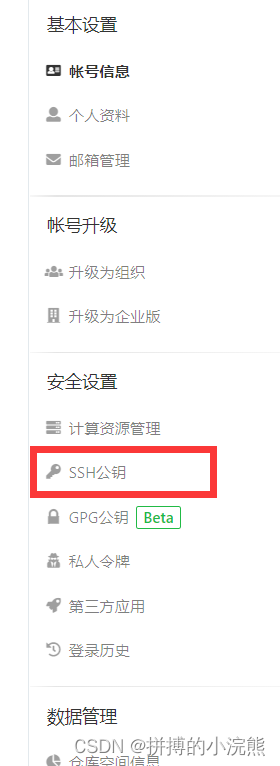 基本设置
帐号信息
个人资料
邮箱管理
帐号升级
升级为组织
升级为企业版
安全设置
计算资源管理
SSH公钥
GPG公钥 Beta
私人令牌
第三方应用
登录历史
数据管理
仓库空间信息
CSDN @拼搏的小浣熊